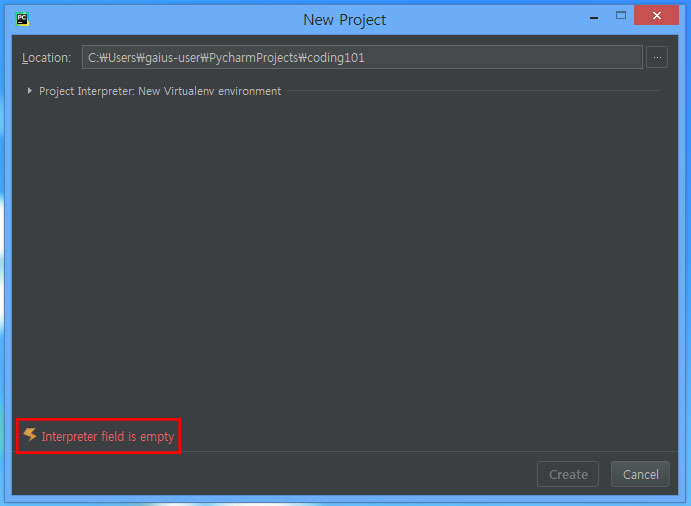 PC
New Project
Location: C:₩Users₩gaius-user₩PycharmProjects₩coding101 ...
Project Interpreter: New Virtualenv environment
Interpreter field is empty
Create Cancel